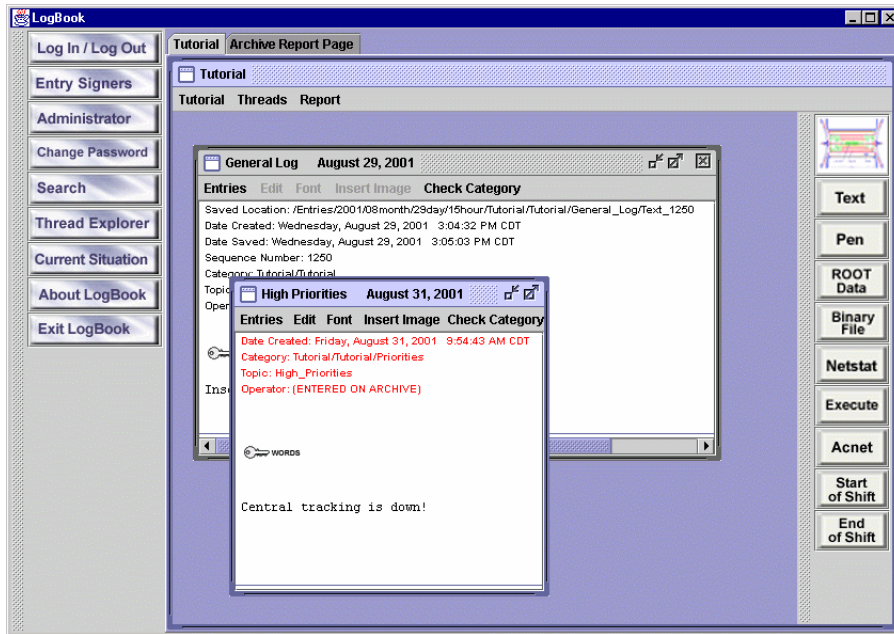 LogBook
Log In / Log Out
Entry Signers
Administrator
Change Password
Search
Thread Explorer
Current Situation
About LogBook
Exit LogBook
Tutorial Archive Report Page
Tutorial
Tutorial Threads Report
General Log August 29, 2001
Entries Edit Font Insert Image Check Category
Saved Location: /Entries/2001/08month/29day/15hour/Tutorial/Tutorial/General_Log/Text_1250
Date Created: Wednesday, August 29, 2001 3:04:32 PM CDT
Date Saved: Wednesday, August 29, 2001 3:05:03 PM CDT
Sequence Number: 1250
Category: Tutorial/Tutorial
High Priorities August 31, 2001
Entries Edit Font Insert Image Check Category
Date Created: Friday, August 31, 2001 9:54:43 AM CDT
Category: Tutorial/Tutorial/Priorities
Topic: High_Priorities
Operator: (ENTERED ON ARCHIVE)
WORDS
Central tracking is down!
Text
Pen
ROOT
Data
Binary
File
Netstat
Execute
Acnet
Start
of Shift
End
of Shift